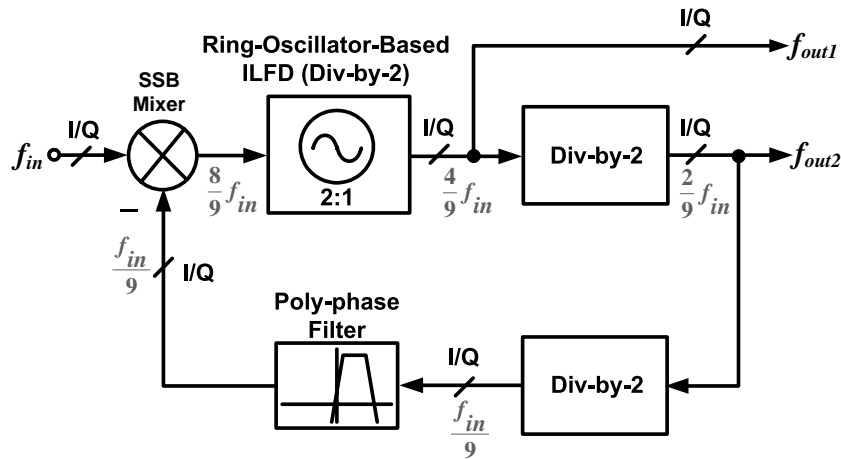 Ring-Oscillator-Based
ILFD (Div-by-2)
SSB
Mixer
I/Q
f_in
8/9 f_in
2:1
I/Q
4/9 f_in
I/Q
f_out1
Div-by-2
I/Q
2/9 f_in
f_out2
–
f_in/9
I/Q
Poly-phase
Filter
I/Q
f_in/9
Div-by-2